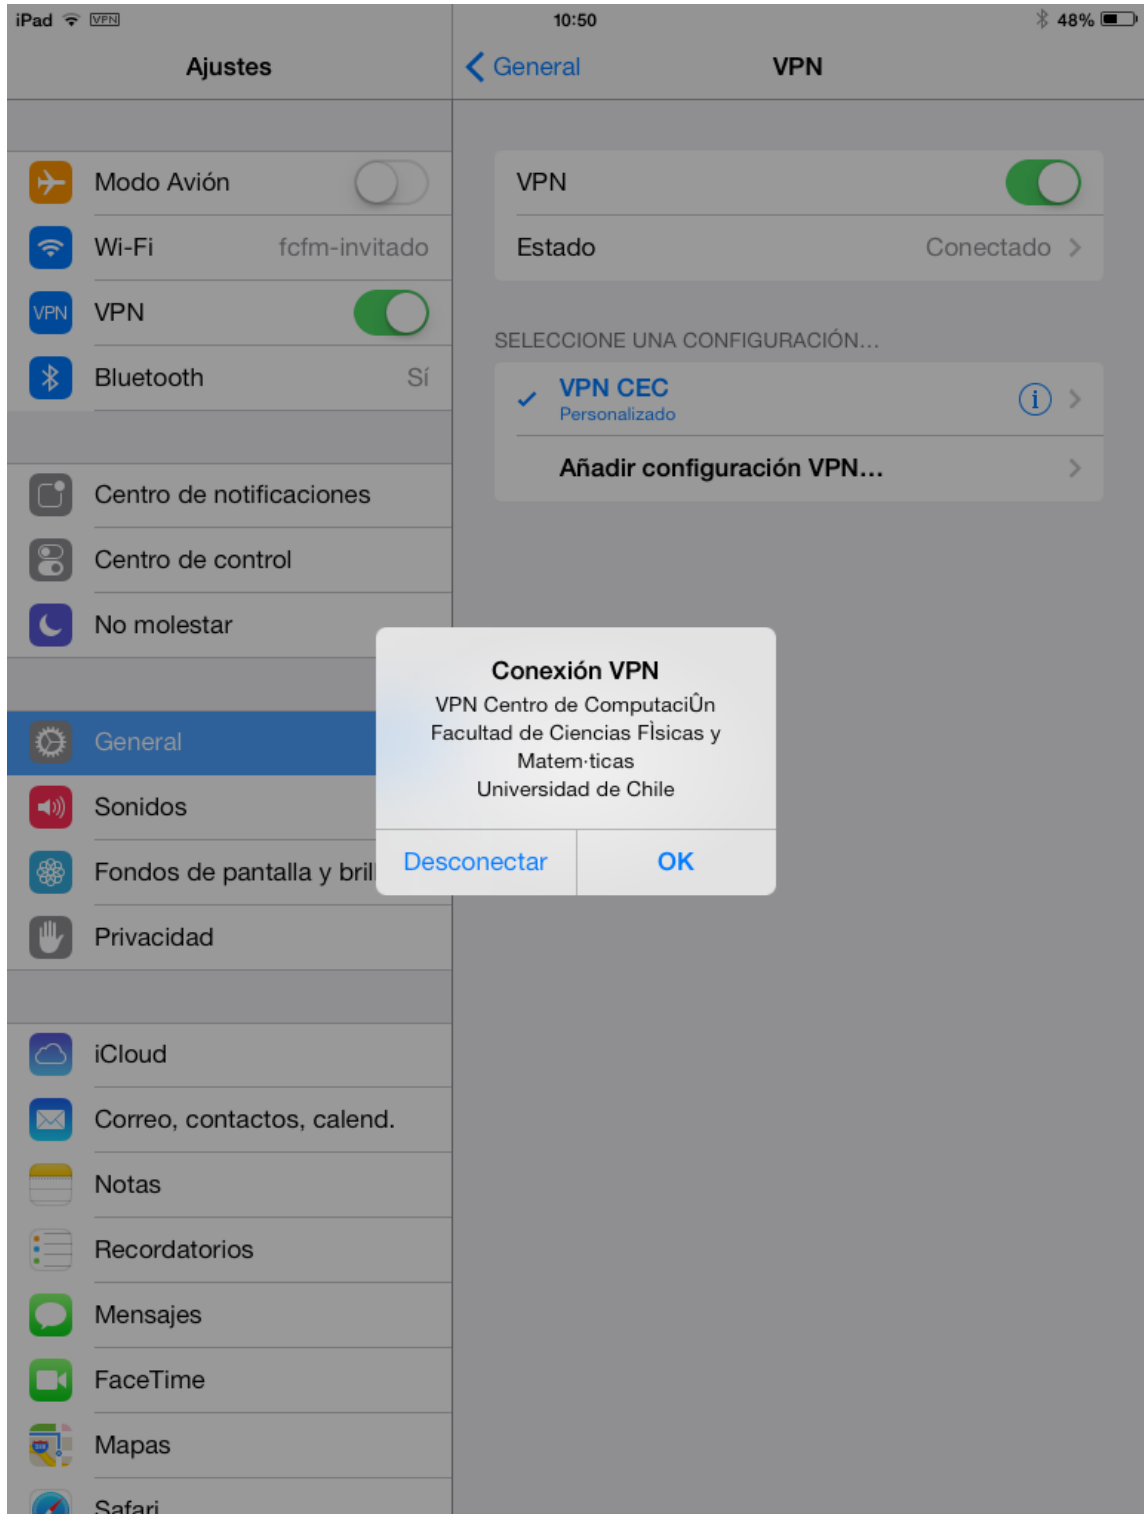 iPad VPN 10:50 48%
Ajustes
General VPN
Modo Avión
Wi-Fi fcfm-invitado
VPN VPN
Bluetooth Sí
Centro de notificaciones
Centro de control
No molestar
General
Sonidos
Fondos de pantalla y bril
Privacidad
iCloud
Correo, contactos, calend.
Notas
Recordatorios
Mensajes
FaceTime
Mapas
Safari
VPN
Estado Conectado
SELECCIONE UNA CONFIGURACIÓN...
VPN CEC
Personalizado
Añadir configuración VPN...
Conexión VPN
VPN Centro de ComputaciÛn
Facultad de Ciencias FÌsicas y
Matem·ticas
Universidad de Chile
Desconectar OK